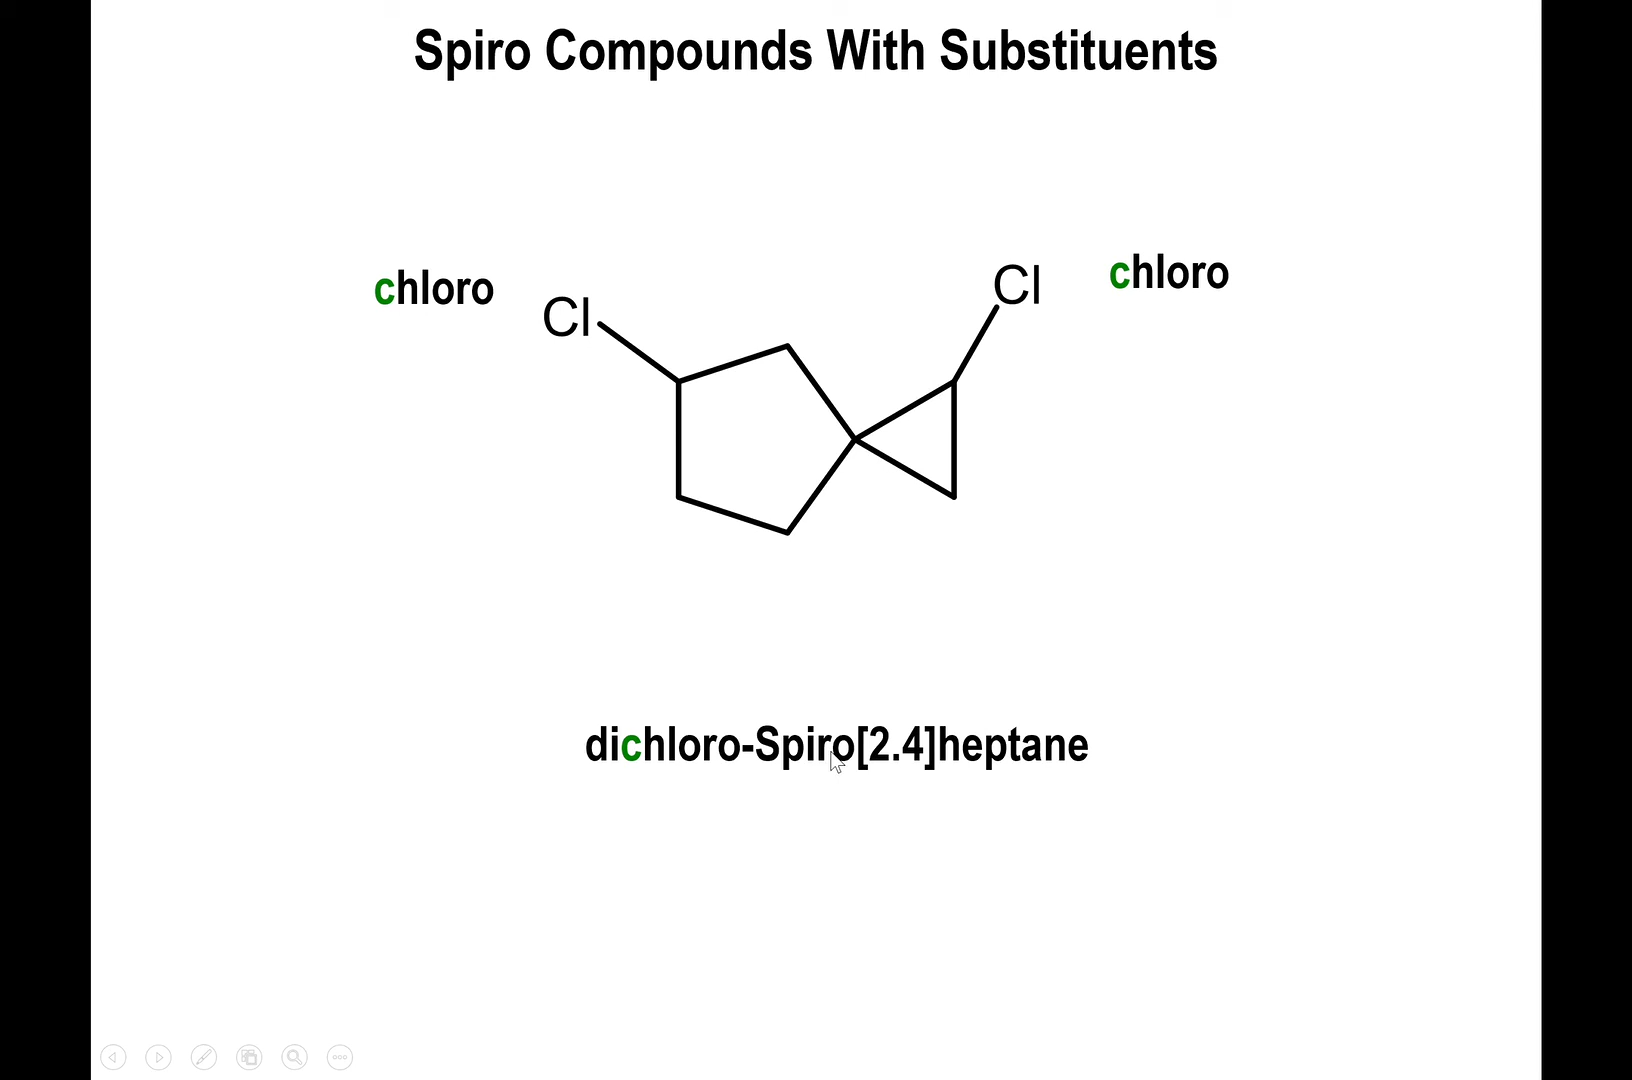 Spiro Compounds With Substituents
chloro
Cl
Cl
chloro
dichloro-Spiro[2.4]heptane